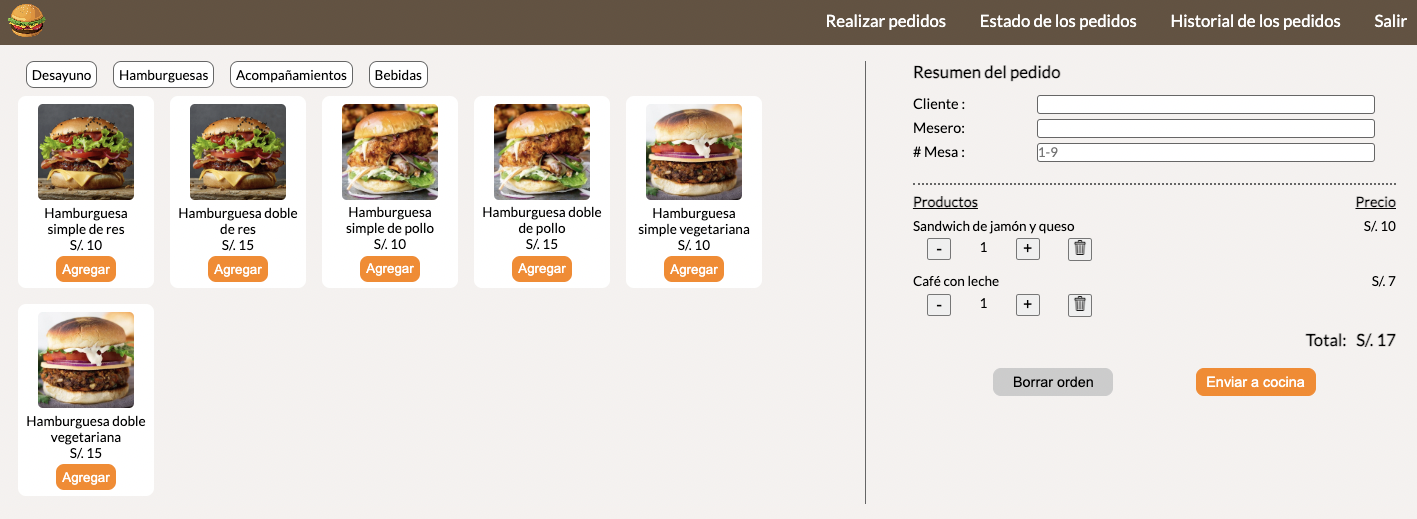 Realizar pedidos
Estado de los pedidos
Historial de los pedidos
Salir
Desayuno
Hamburguesas
Acompañamientos
Bebidas
Hamburguesa
simple de res
S/. 10
Agregar
Hamburguesa doble
de res
S/. 15
Agregar
Hamburguesa
simple de pollo
S/. 10
Agregar
Hamburguesa doble
de pollo
S/. 15
Agregar
Hamburguesa
simple vegetariana
S/. 10
Agregar
Hamburguesa doble
vegetariana
S/. 15
Agregar
Resumen del pedido
Cliente :
Mesero:
# Mesa :
1-9
Productos
Precio
Sandwich de jamón y queso
S/. 10
-
1
+
Café con leche
S/. 7
-
1
+
Total: S/. 17
Borrar orden
Enviar a cocina